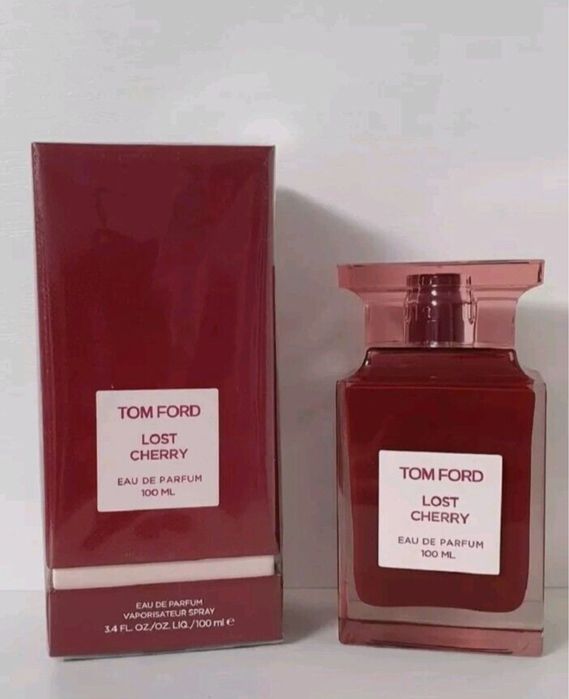 TOM FORD
LOST
CHERRY
EAU DE PARFUM
100 ML
EAU DE PARFUM
VAPORISATEUR SPRAY
3.4 FL. OZ./OZ. LIQ./100 ml ℮
TOM FORD
LOST
CHERRY
EAU DE PARFUM
100 ML